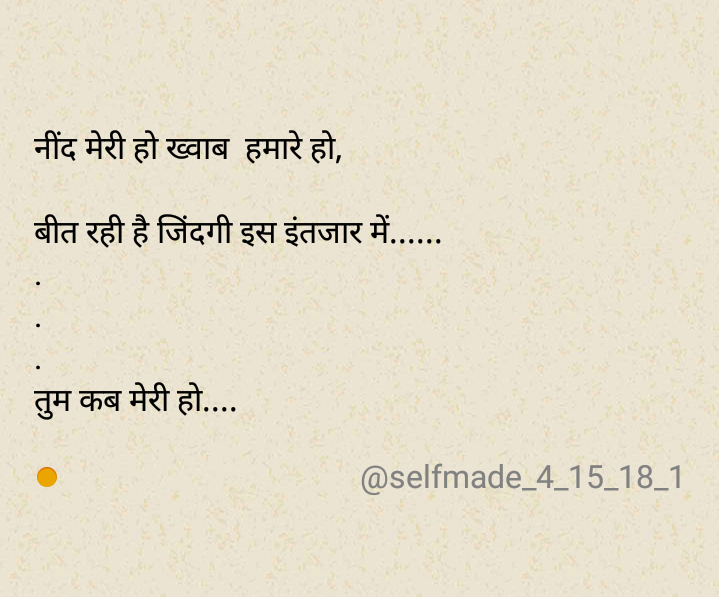 नींद मेरी हो ख्वाब  हमारे हो,
बीत रही है जिंदगी इस इंतजार में......
.
.
.
तुम कब मेरी हो....
@selfmade_4_15_18_1